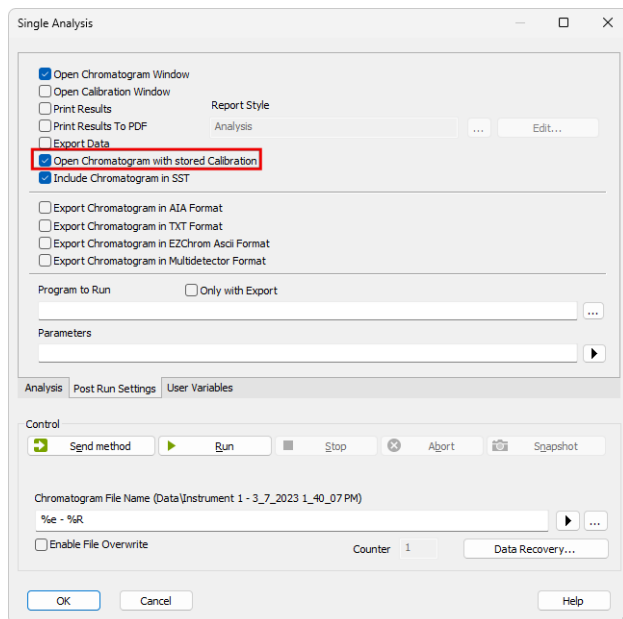 Single Analysis
Open Chromatogram Window
Open Calibration Window
Print Results
Report Style
Print Results To PDF
Analysis
...
Edit...
Export Data
Open Chromatogram with stored Calibration
Include Chromatogram in SST
Export Chromatogram in AIA Format
Export Chromatogram in TXT Format
Export Chromatogram in EZChrom Ascii Format
Export Chromatogram in Multidetector Format
Program to Run
Only with Export
...
Parameters
Analysis
Post Run Settings
User Variables
Control
Send method
Run
Stop
Abort
Snapshot
Chromatogram File Name (Data\Instrument 1 - 3_7_2023 1_40_07 PM)
%e - %R
...
Enable File Overwrite
Counter
1
Data Recovery...
OK
Cancel
Help